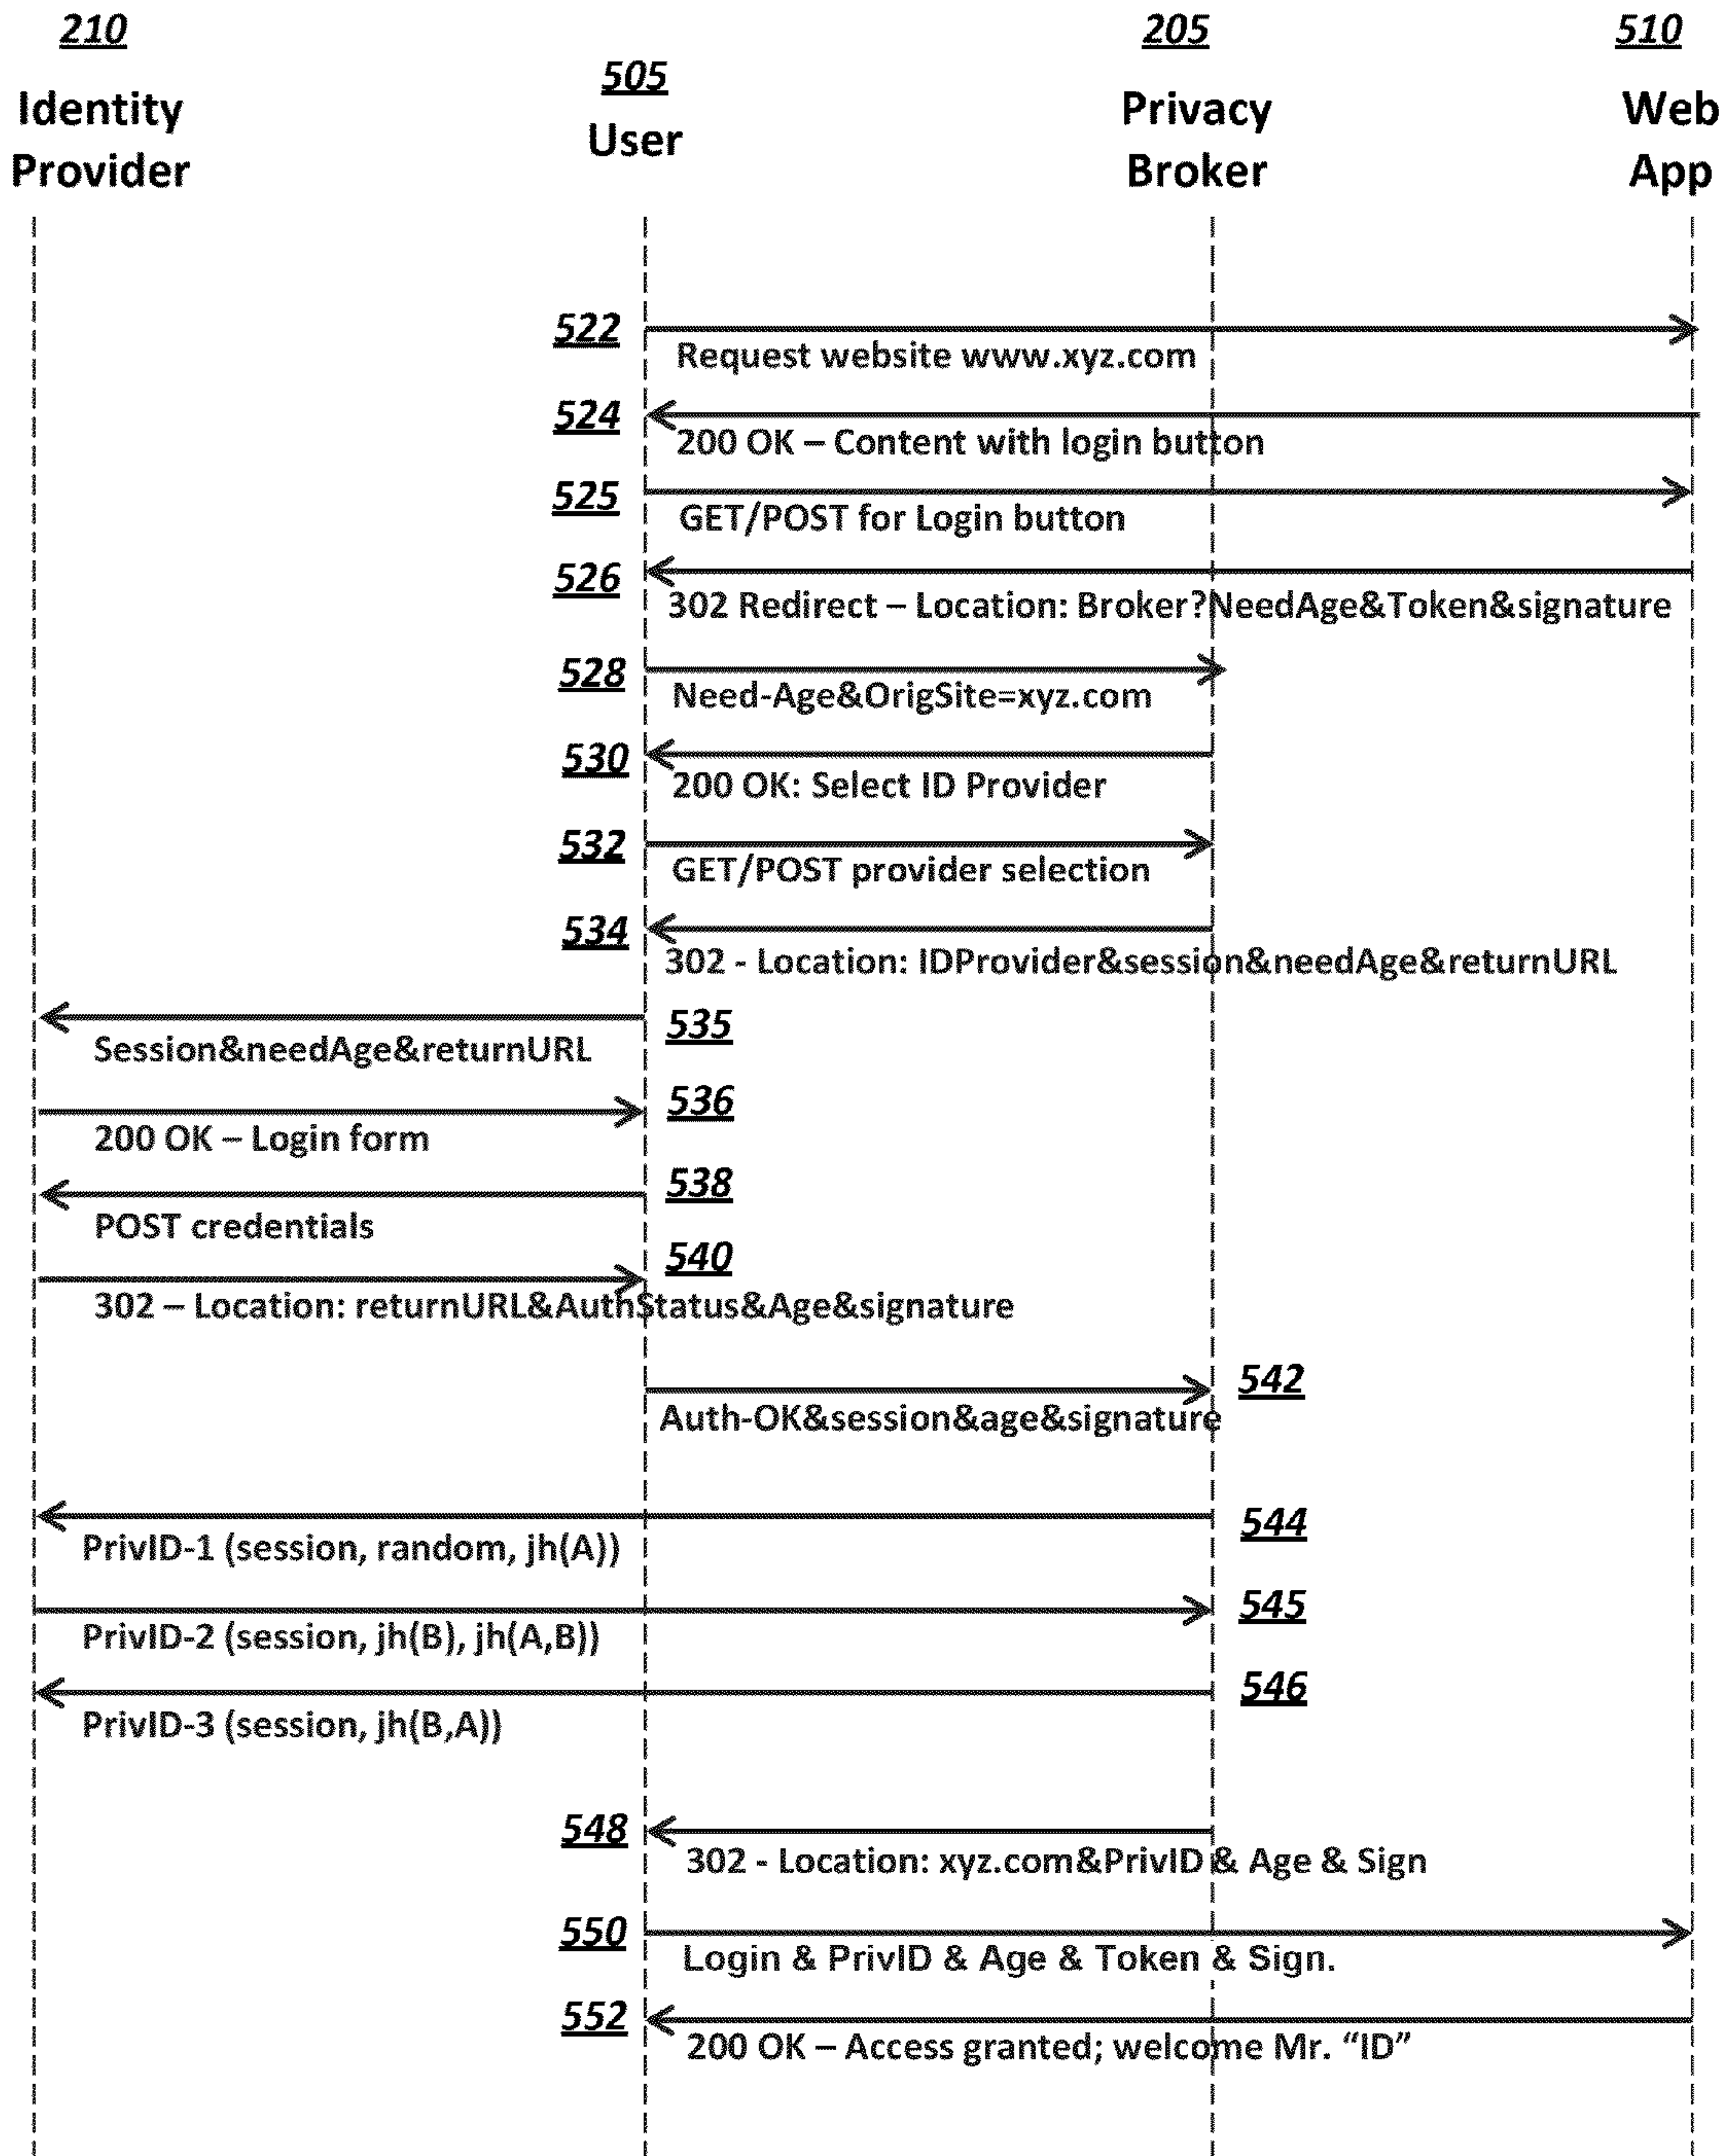 210
Identity
Provider
505
User
205
Privacy
Broker
510
Web
App
522
Request website www.xyz.com
524
200 OK – Content with login button
525
GET/POST for Login button
526
302 Redirect – Location: Broker?NeedAge&Token&signature
528
Need-Age&OrigSite=xyz.com
530
200 OK: Select ID Provider
532
GET/POST provider selection
534
302 - Location: IDProvider&session&needAge&returnURL
535
Session&needAge&returnURL
536
200 OK – Login form
538
POST credentials
540
302 – Location: returnURL&AuthStatus&Age&signature
542
Auth-OK&session&age&signature
544
PrivID-1 (session, random, jh(A))
545
PrivID-2 (session, jh(B), jh(A,B))
546
PrivID-3 (session, jh(B,A))
548
302 - Location: xyz.com&PrivID & Age & Sign
550
Login & PrivID & Age & Token & Sign.
552
200 OK – Access granted; welcome Mr. “ID”